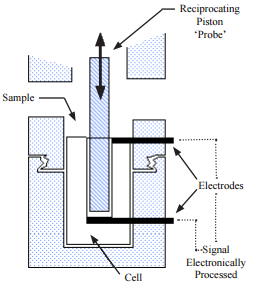 Reciprocating
Piston
‘Probe’
Sample
Electrodes
Signal
Electronically
Processed
Cell